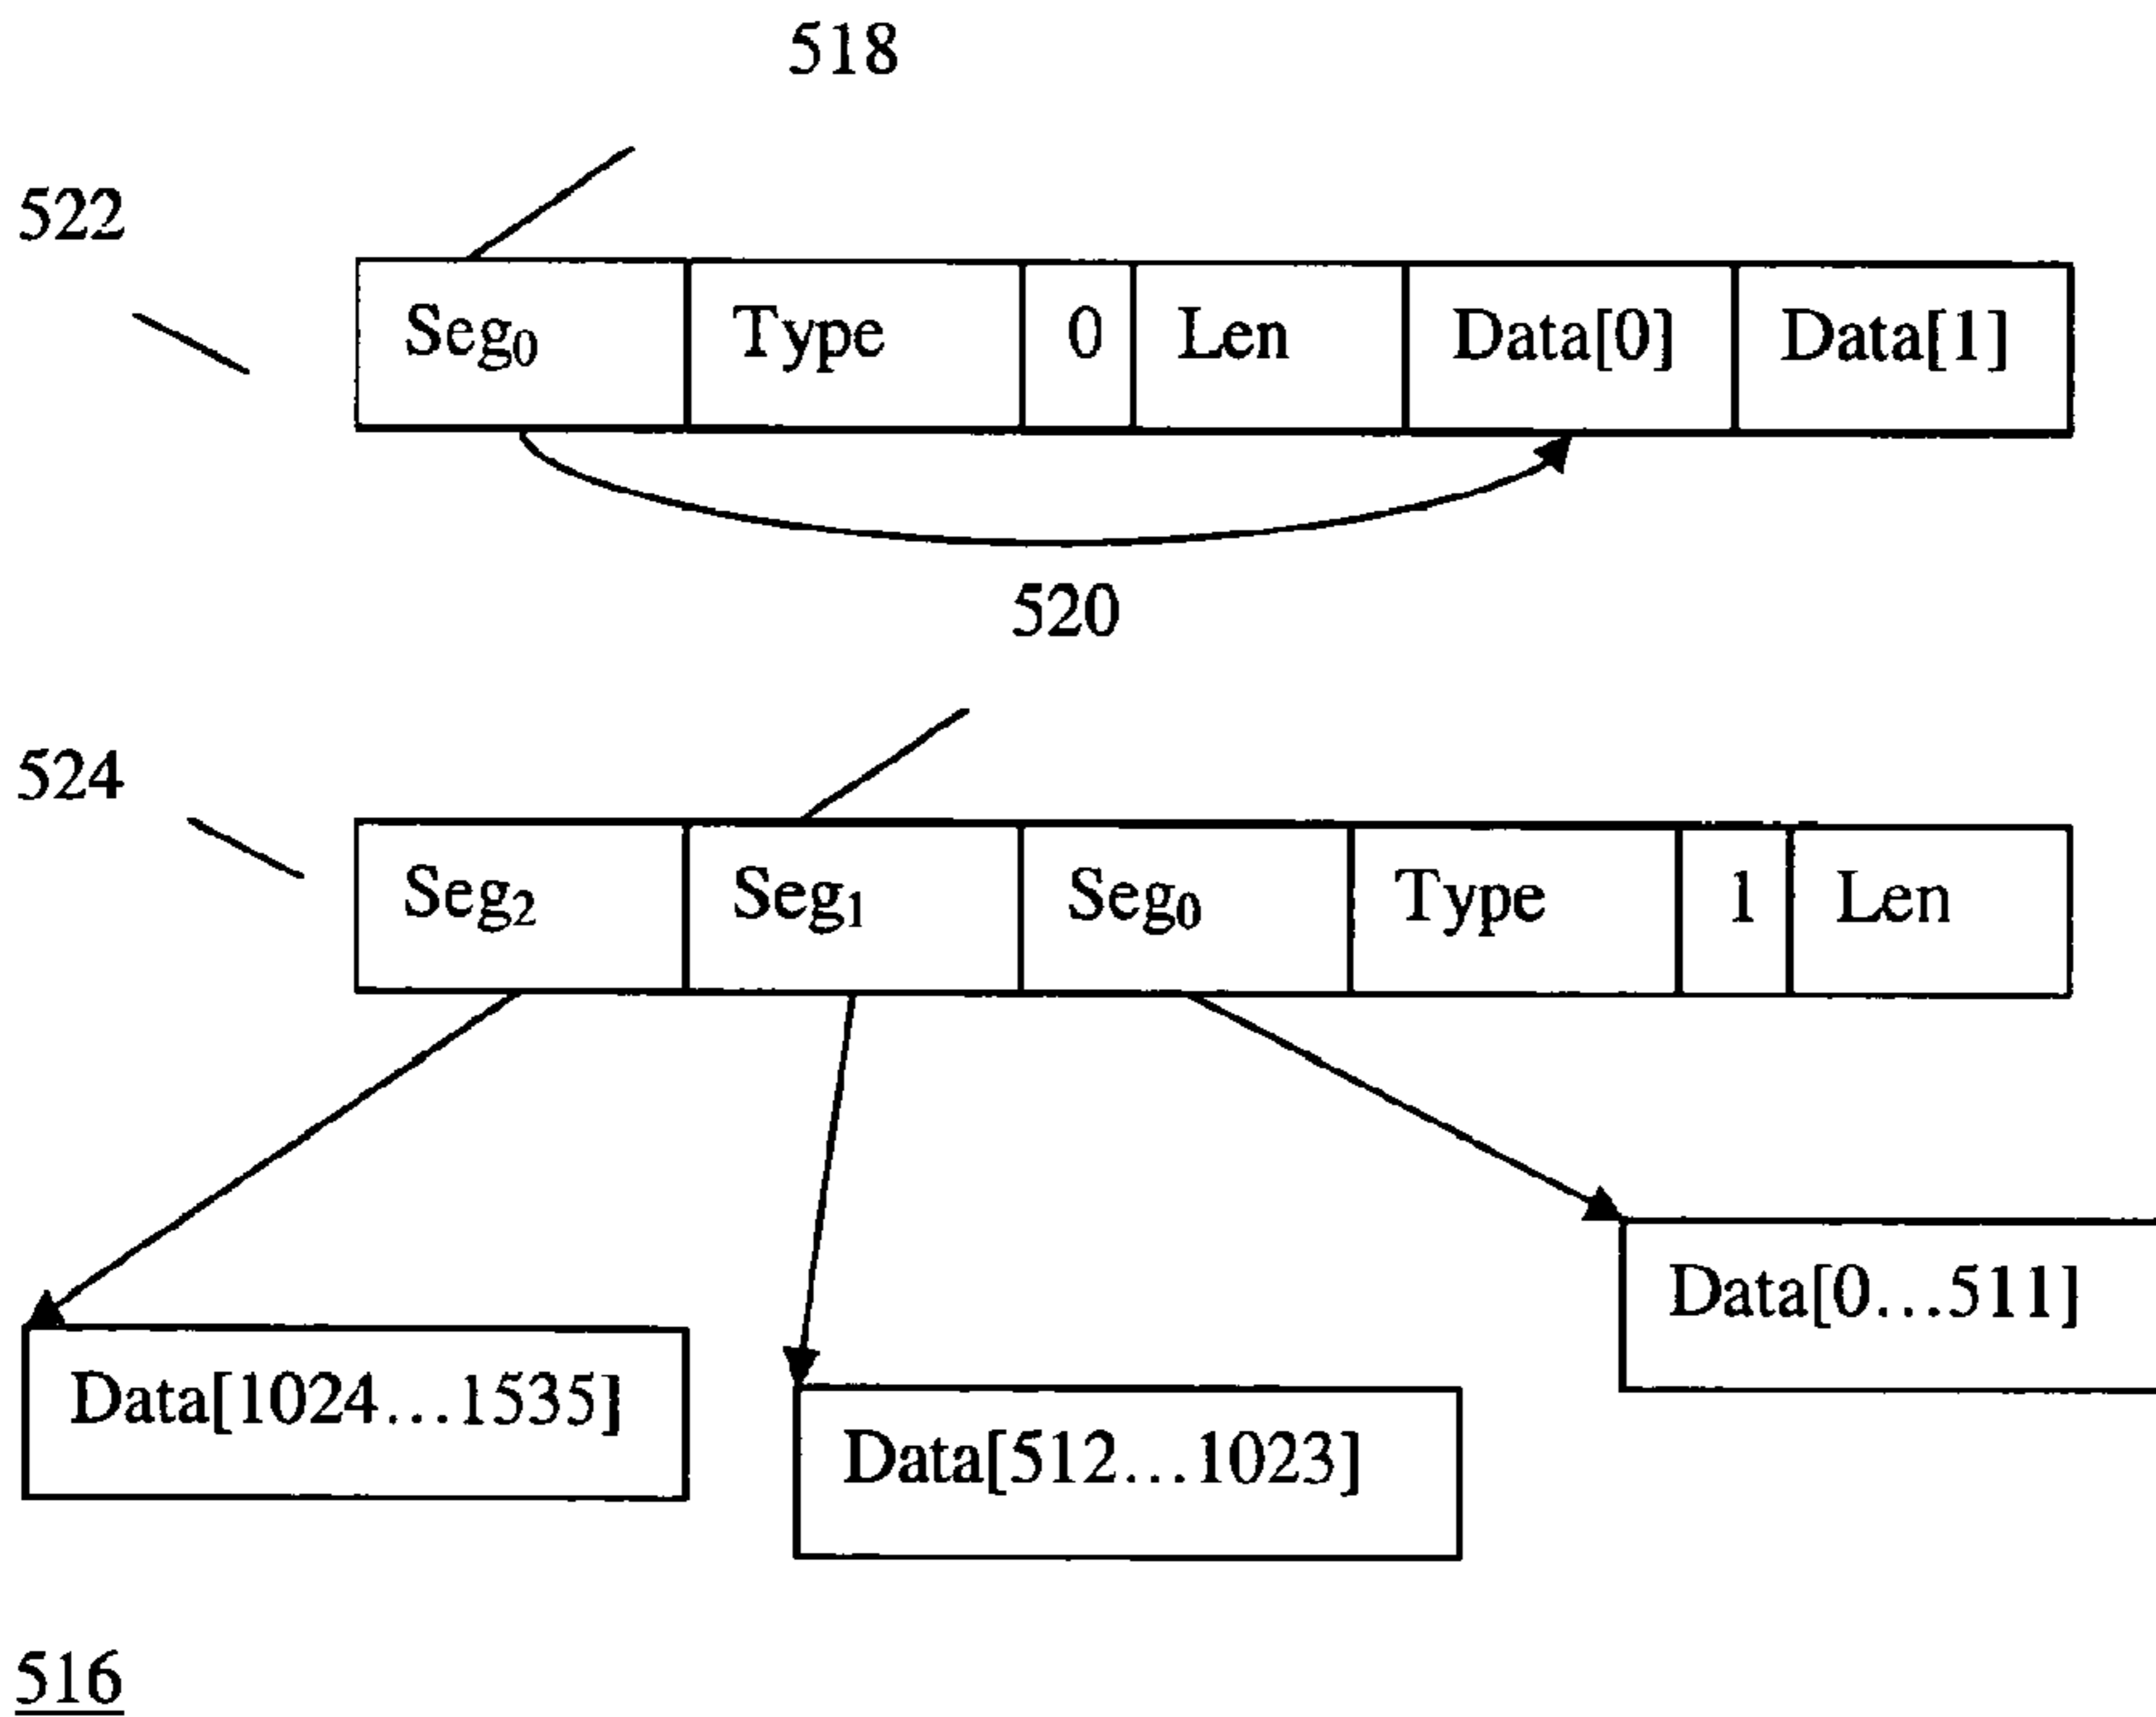 518
522
Seg₀ Type 0 Len Data[0] Data[1]
520
524
Seg₂ Seg₁ Seg₀ Type 1 Len
Data[0...511]
Data[1024...1535]
Data[512...1023]
516